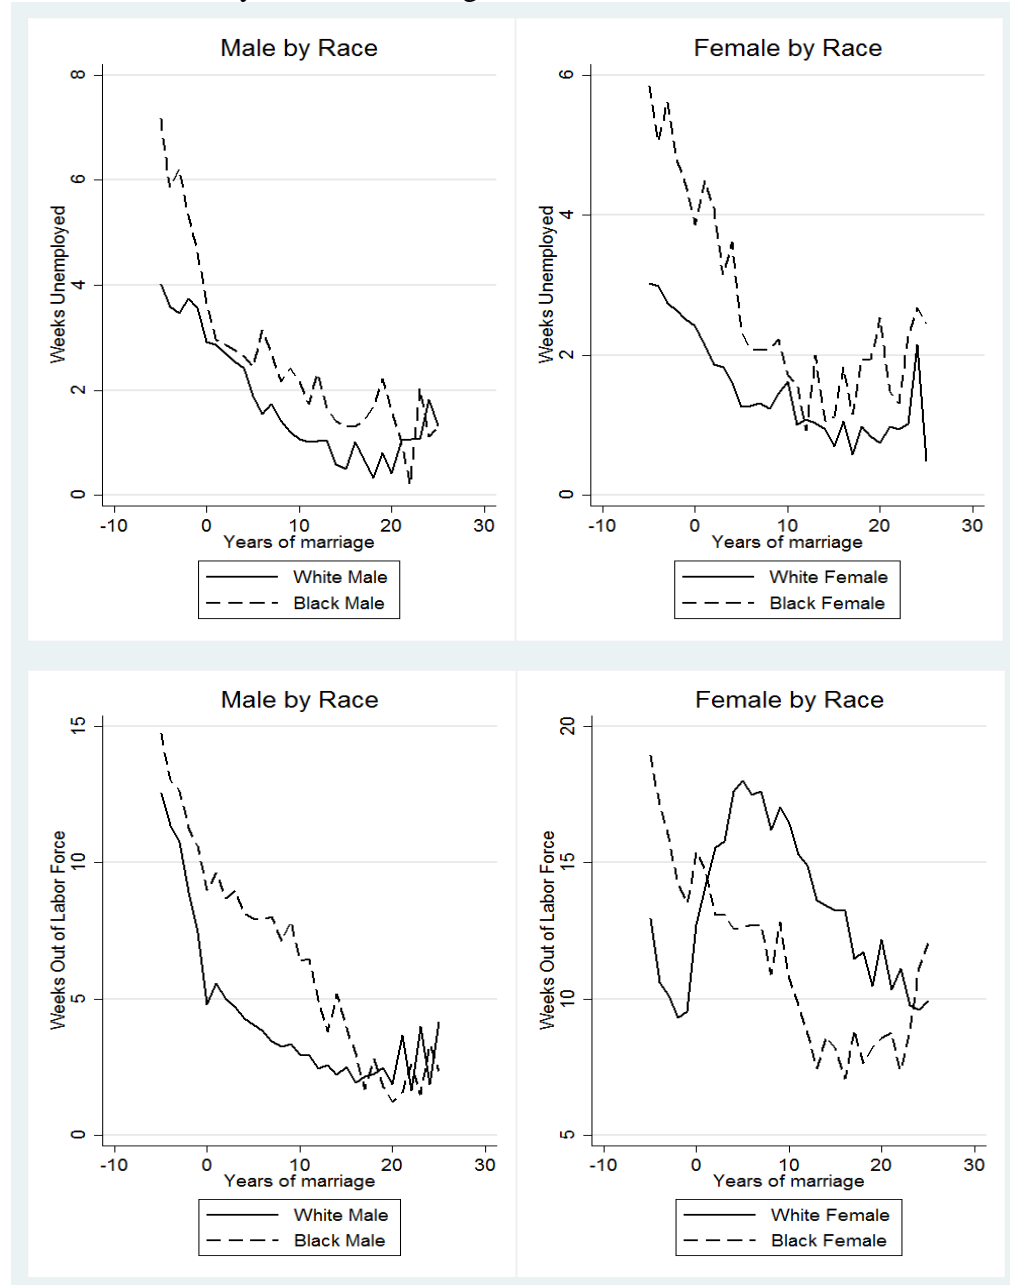 Male by Race
Weeks Unemployed
8
6
4
2
0
-10 0 10 20 30
Years of marriage
White Male
Black Male
Female by Race
Weeks Unemployed
6
4
2
0
-10 0 10 20 30
Years of marriage
White Female
Black Female
Male by Race
Weeks Out of Labor Force
15
10
5
0
-10 0 10 20 30
Years of marriage
White Male
Black Male
Female by Race
Weeks Out of Labor Force
20
15
10
5
-10 0 10 20 30
Years of marriage
White Female
Black Female